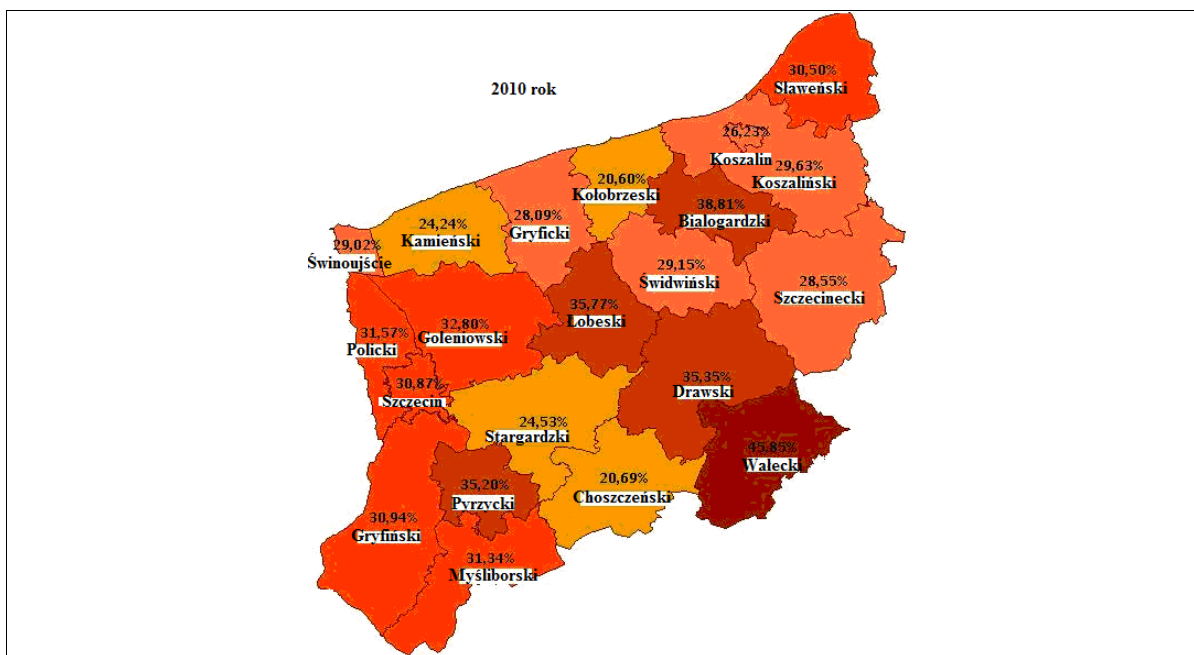 2010 rok
30,50%
Sławeński
26,23%
Koszalin
29,63%
Koszaliński
20,60%
Kołobrzeski
38,81%
Bialogardzki
28,09%
Gryficki
24,24%
Kamieński
29,02%
Świnoujście
29,15%
Świdwiński
28,55%
Szczecinecki
35,77%
Łobeski
32,80%
Goleniowski
31,57%
Policki
30,87%
Szczecin
35,35%
Drawski
24,53%
Stargardzki
45,85%
Wałecki
20,69%
Choszczeński
35,20%
Pyrzycki
30,94%
Gryfiński
31,34%
Myśliborski